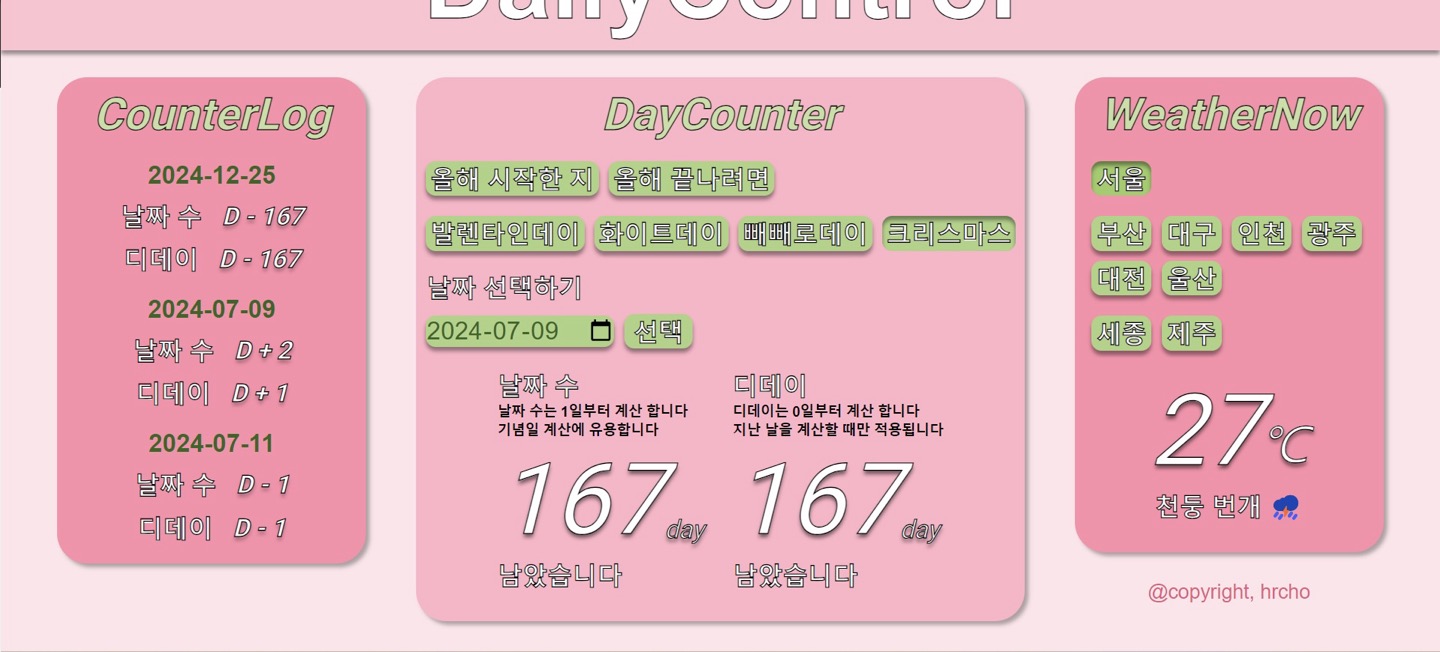 DailyControl
CounterLog
2024-12-25
날짜 수 D - 167
디데이 D - 167
2024-07-09
날짜 수 D + 2
디데이 D + 1
2024-07-11
날짜 수 D - 1
디데이 D - 1
DayCounter
올해 시작한 지 올해 끝나려면
발렌타인데이 화이트데이 빼빼로데이 크리스마스
날짜 선택하기
2024-07-09 선택
날짜 수
날짜 수는 1일부터 계산 합니다
기념일 계산에 유용합니다
167 day
남았습니다
디데이
디데이는 0일부터 계산 합니다
지난 날을 계산할 때만 적용됩니다
167 day
남았습니다
WeatherNow
서울
부산 대구 인천 광주
대전 울산
세종 제주
27°C
천둥 번개
@copyright, hrcho